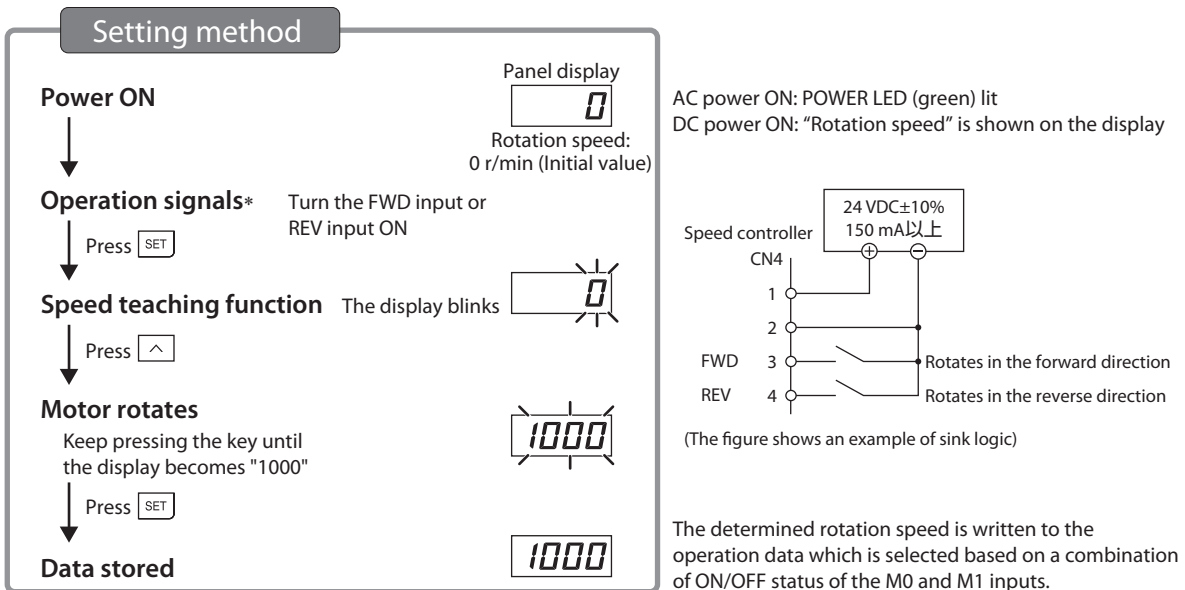 Setting method
Panel display
Power ON
0
Rotation speed:
0 r/min (Initial value)
Operation signals*
Turn the FWD input or
REV input ON
Press SET
Speed teaching function
The display blinks
0
Press ^
Motor rotates
Keep pressing the key until
the display becomes "1000"
1000
Press SET
Data stored
1000
AC power ON: POWER LED (green) lit
DC power ON: “Rotation speed” is shown on the display
24 VDC±10%
150 mA以上
Speed controller
CN4
+ −
1
2
FWD 3 Rotates in the forward direction
REV 4 Rotates in the reverse direction
(The figure shows an example of sink logic)
The determined rotation speed is written to the
operation data which is selected based on a combination
of ON/OFF status of the M0 and M1 inputs.